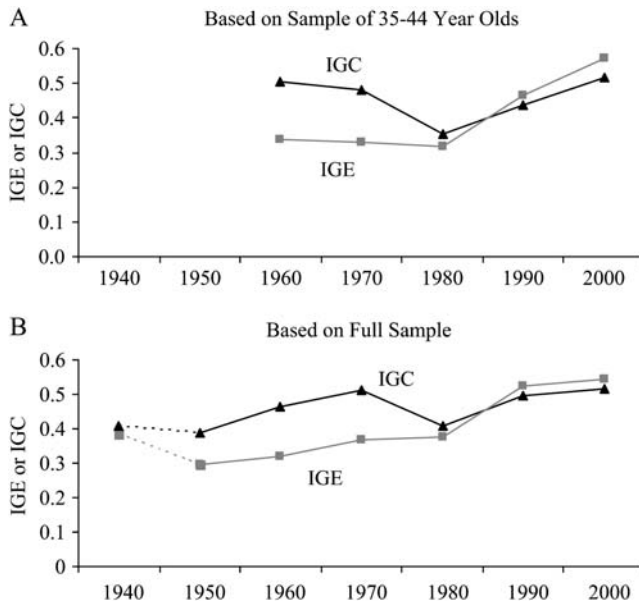 A
Based on Sample of 35-44 Year Olds
IGE or IGC
0.6
0.5
0.4
0.3
0.2
0.1
0.0
IGC
IGE
1940 1950 1960 1970 1980 1990 2000
B
Based on Full Sample
IGE or IGC
0.6
0.5
0.4
0.3
0.2
0.1
0
IGC
IGE
1940 1950 1960 1970 1980 1990 2000